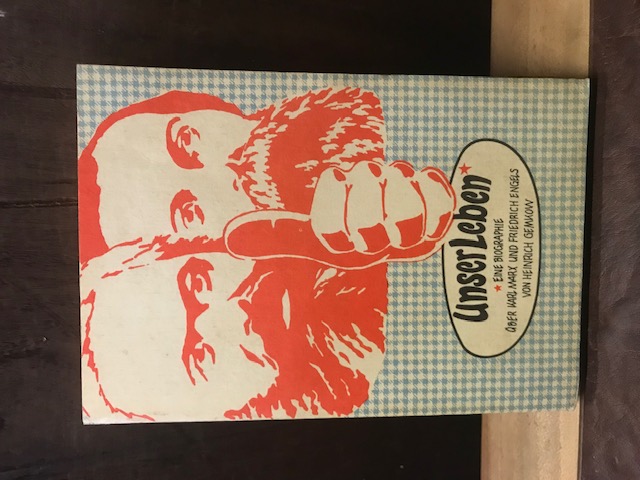 Unser Leben
EINE BIOGRAPHIE
ÜBER KARL MARX UND FRIEDRICH ENGELS
VON HEINRICH GEMKOW